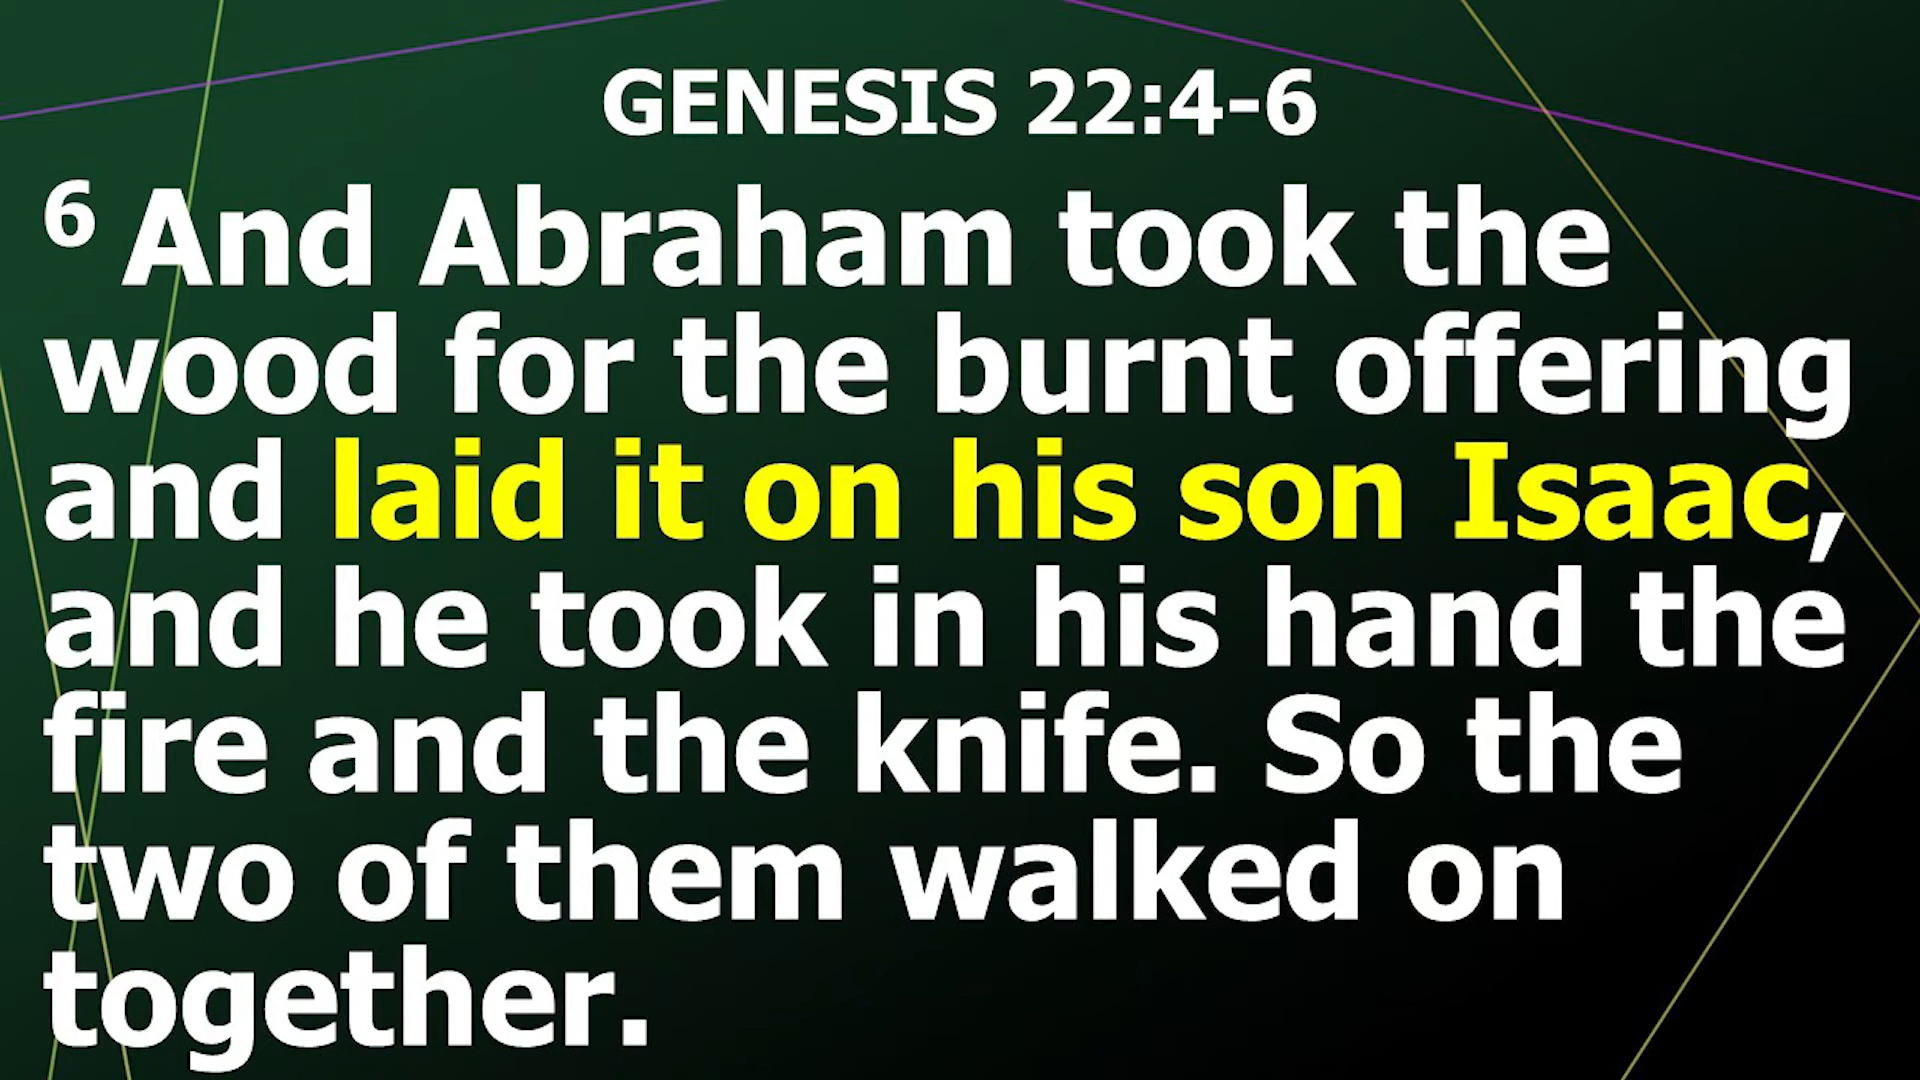 GENESIS 22:4-6
6 And Abraham took the
wood for the burnt offering
and laid it on his son Isaac,
and he took in his hand the
fire and the knife. So the
two of them walked on
together.